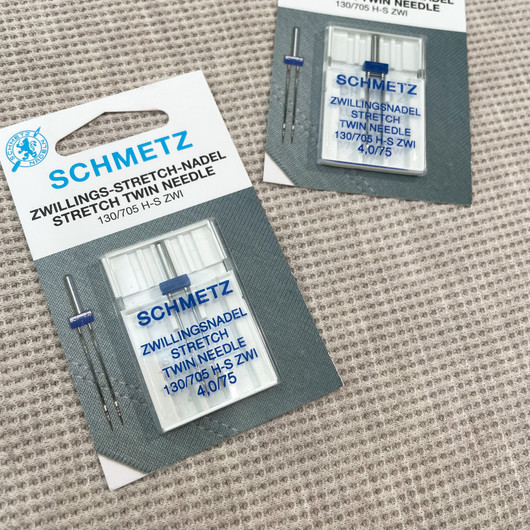 SCHMETZ
ZWILLINGS-STRETCH-NADEL
STRETCH TWIN NEEDLE
130/705 H-S ZWI
SCHMETZ
ZWILLINGSNADEL
STRETCH
TWIN NEEDLE
130/705 H-S ZWI
4,0/75
TWIN NEEDLE
130/705 H-S ZWI
SCHMETZ
ZWILLINGSNADEL
STRETCH
TWIN NEEDLE
130/705 H-S ZWI
4,0/75